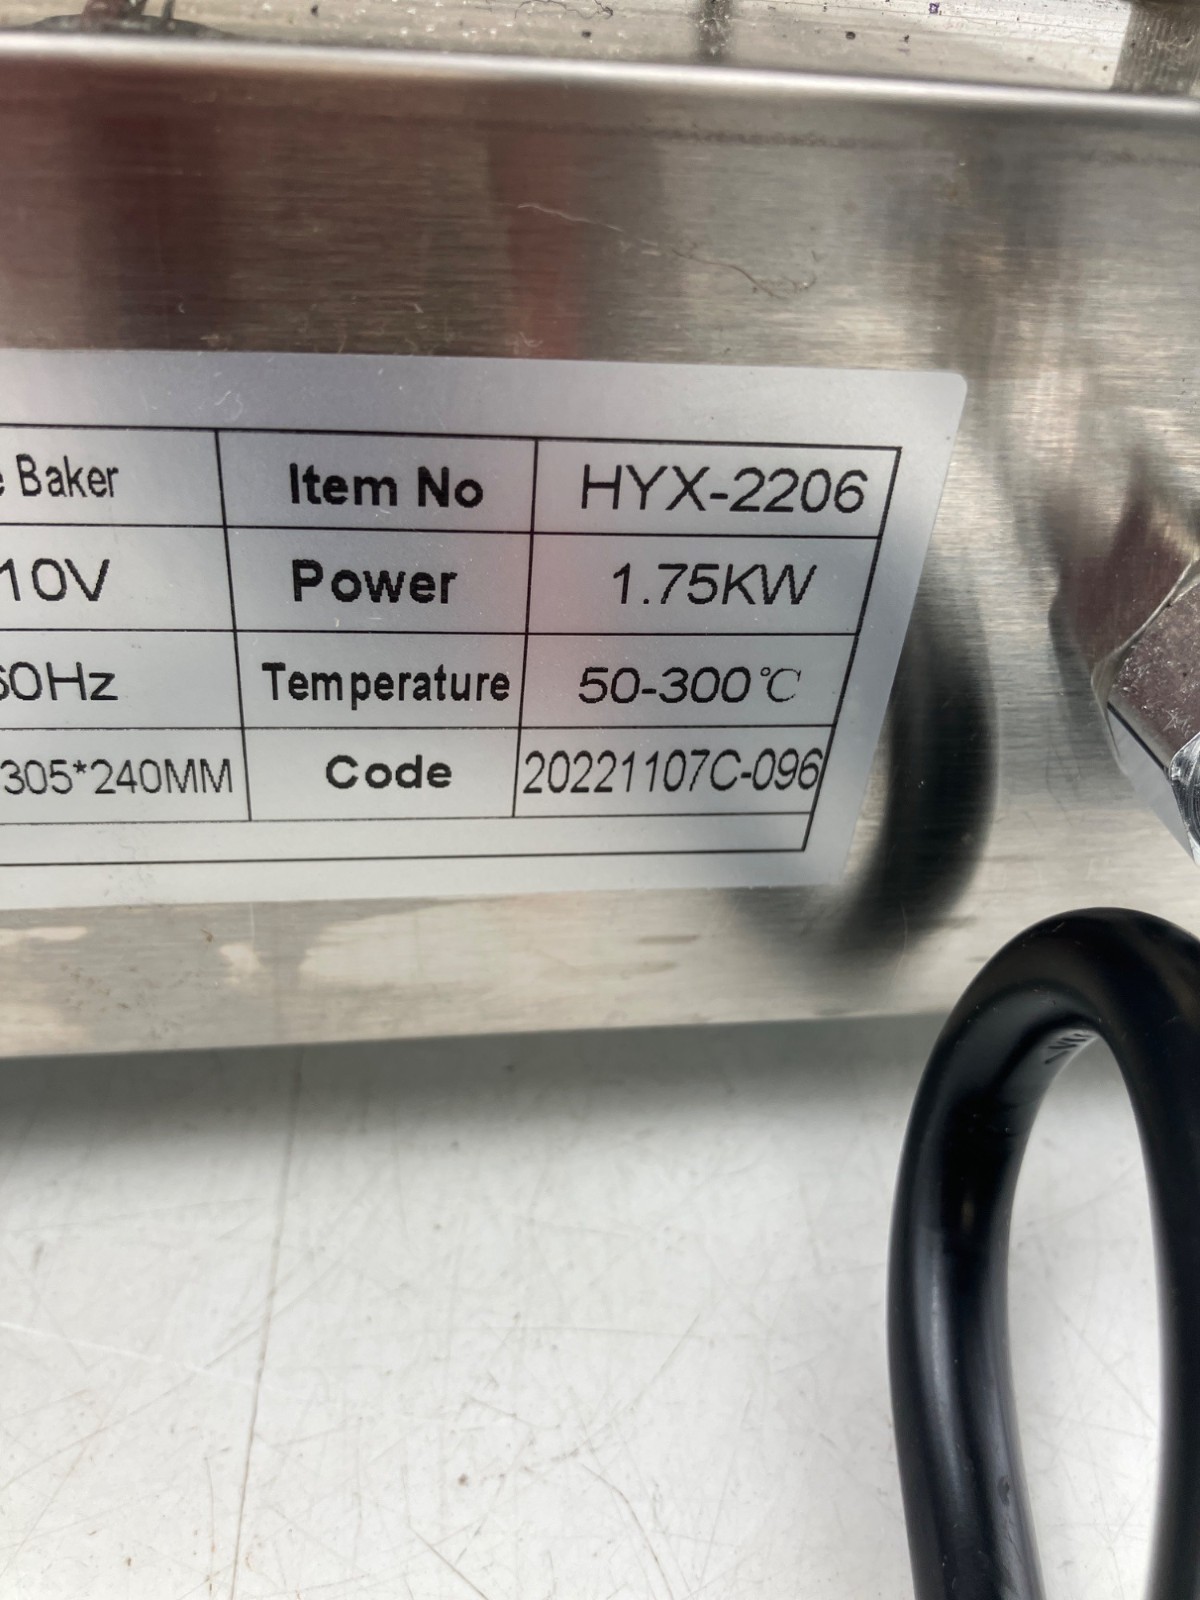 e Baker Item No HYX-2206
10V Power 1.75KW
60Hz Temperature 50-300℃
305*240MM Code 20221107C-096